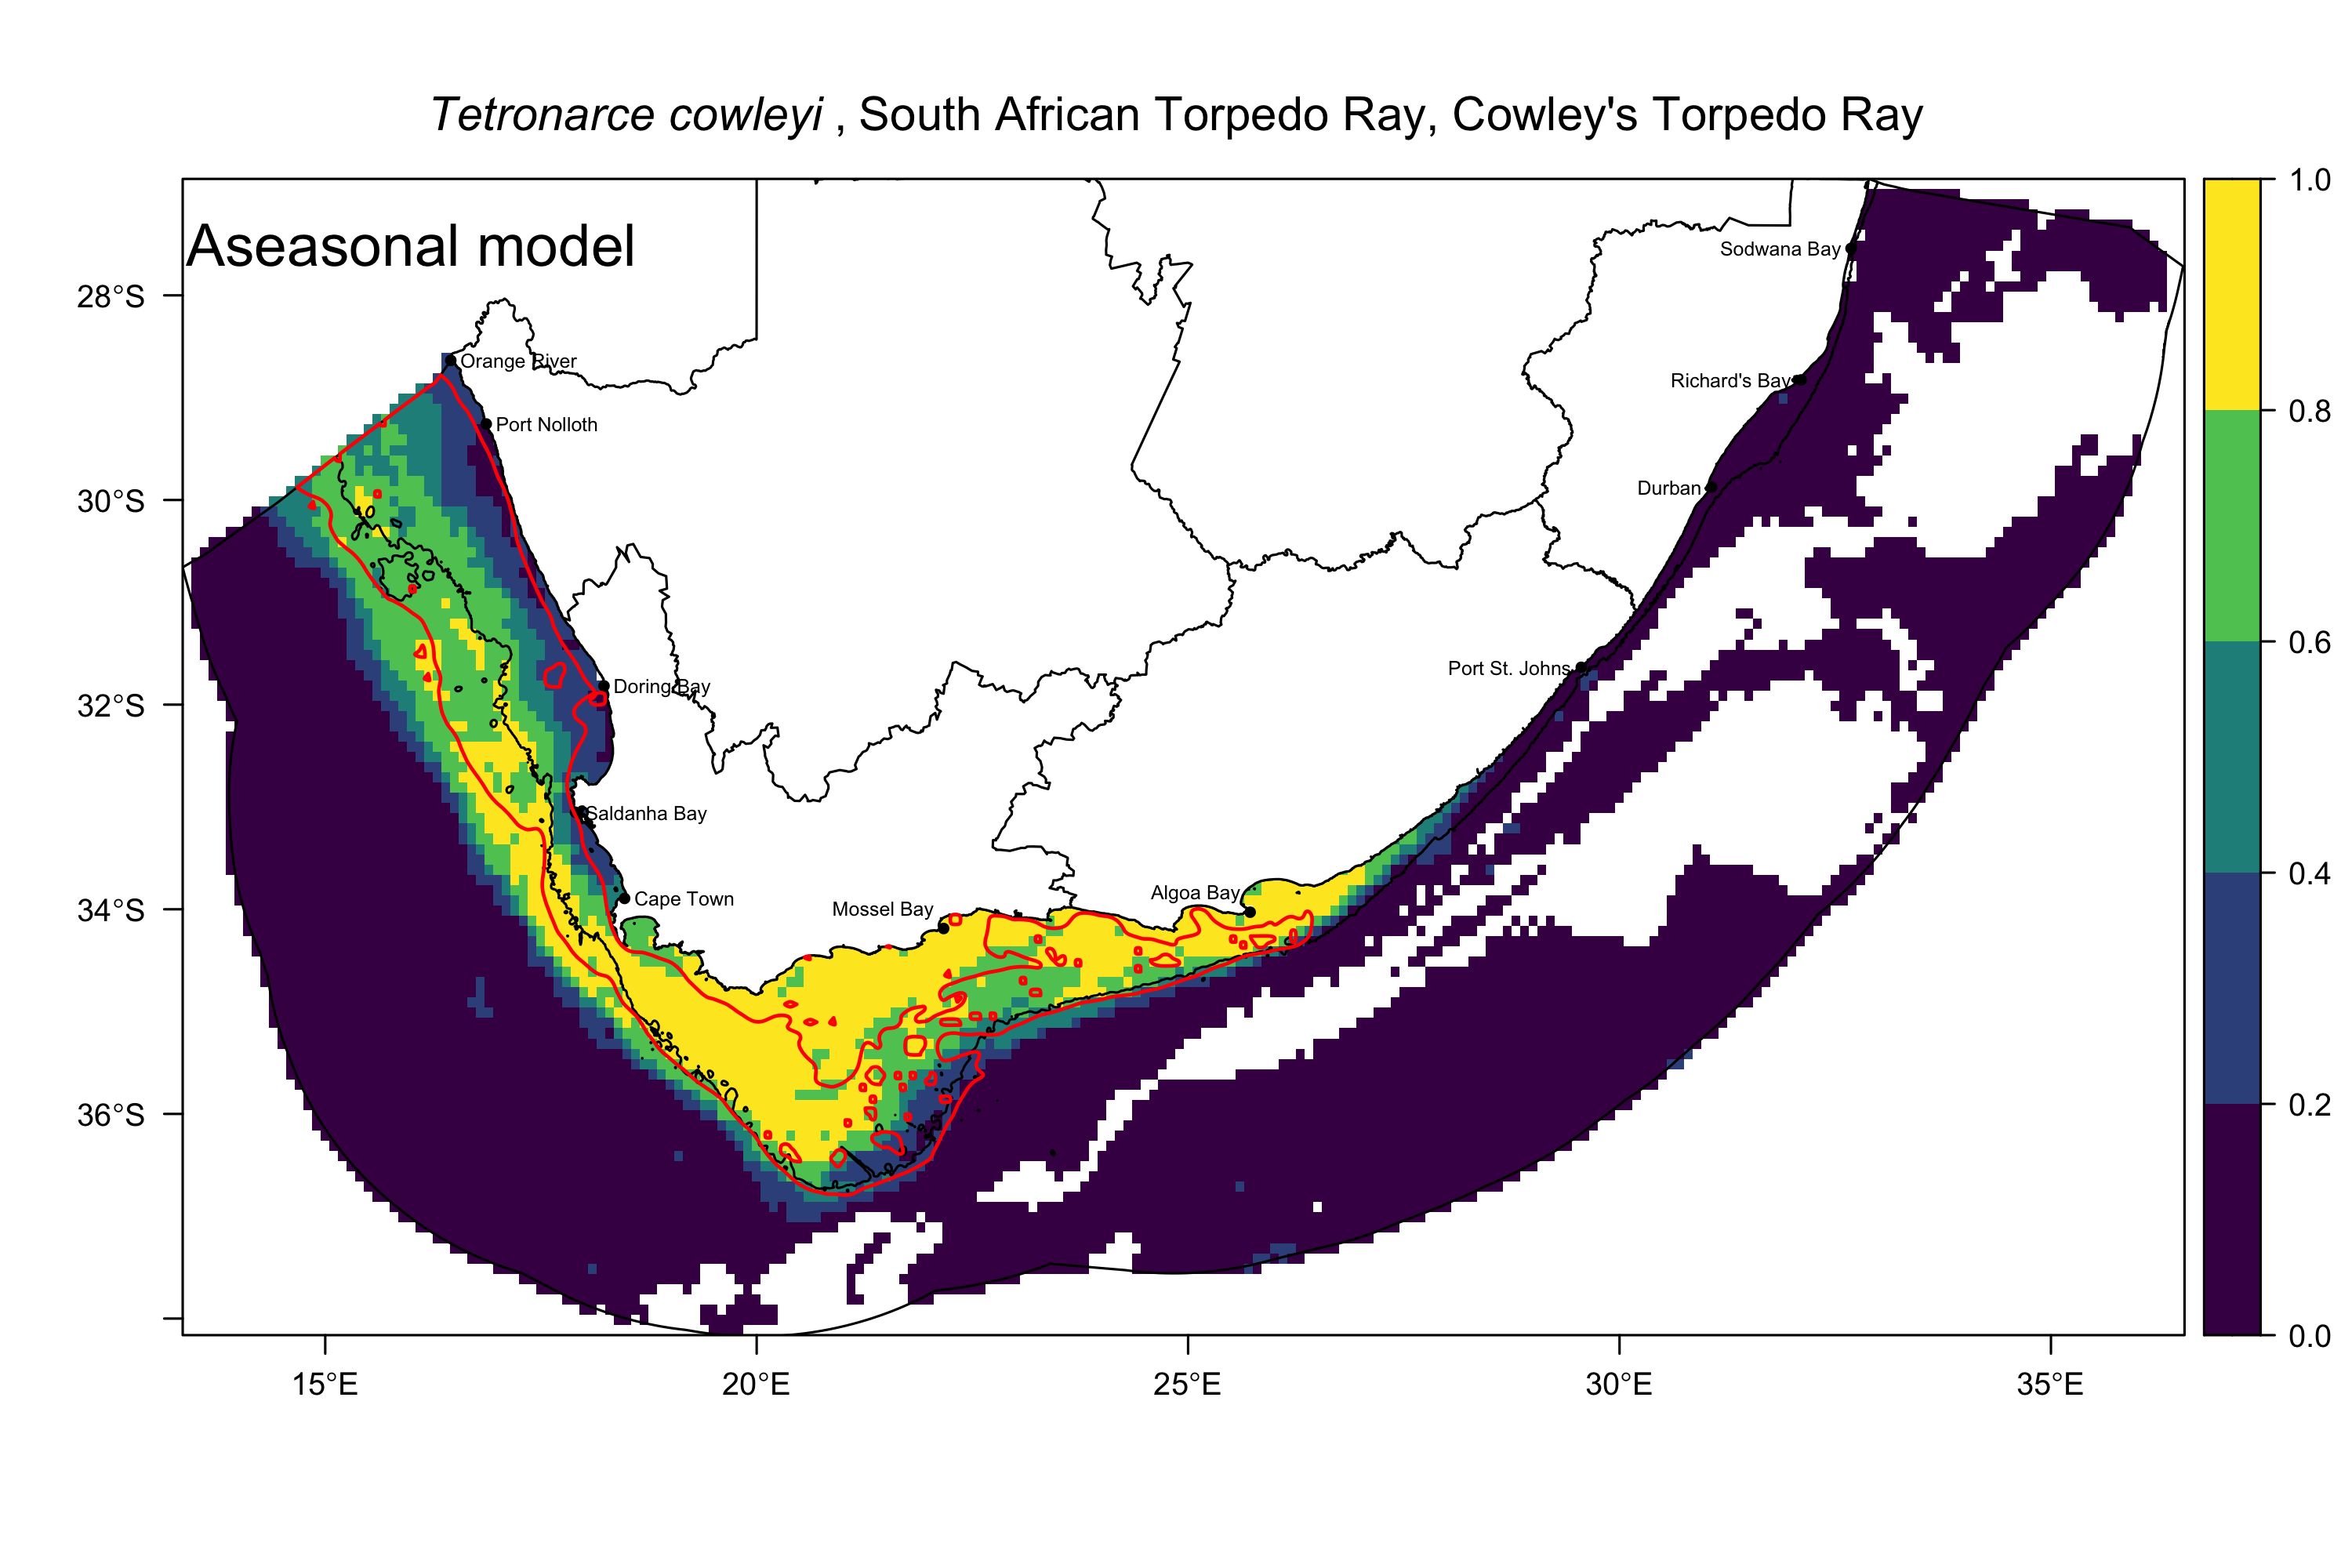 Tetronarce cowleyi , South African Torpedo Ray, Cowley's Torpedo Ray
Aseasonal model
1.0
0.8
0.6
0.4
0.2
0.0
28°S
30°S
32°S
34°S
36°S
Sodwana Bay
Orange River
Richard's Bay
Port Nolloth
Durban
Port St. Johns
Doring Bay
Saldanha Bay
Algoa Bay
Cape Town
Mossel Bay
15°E
20°E
25°E
30°E
35°E